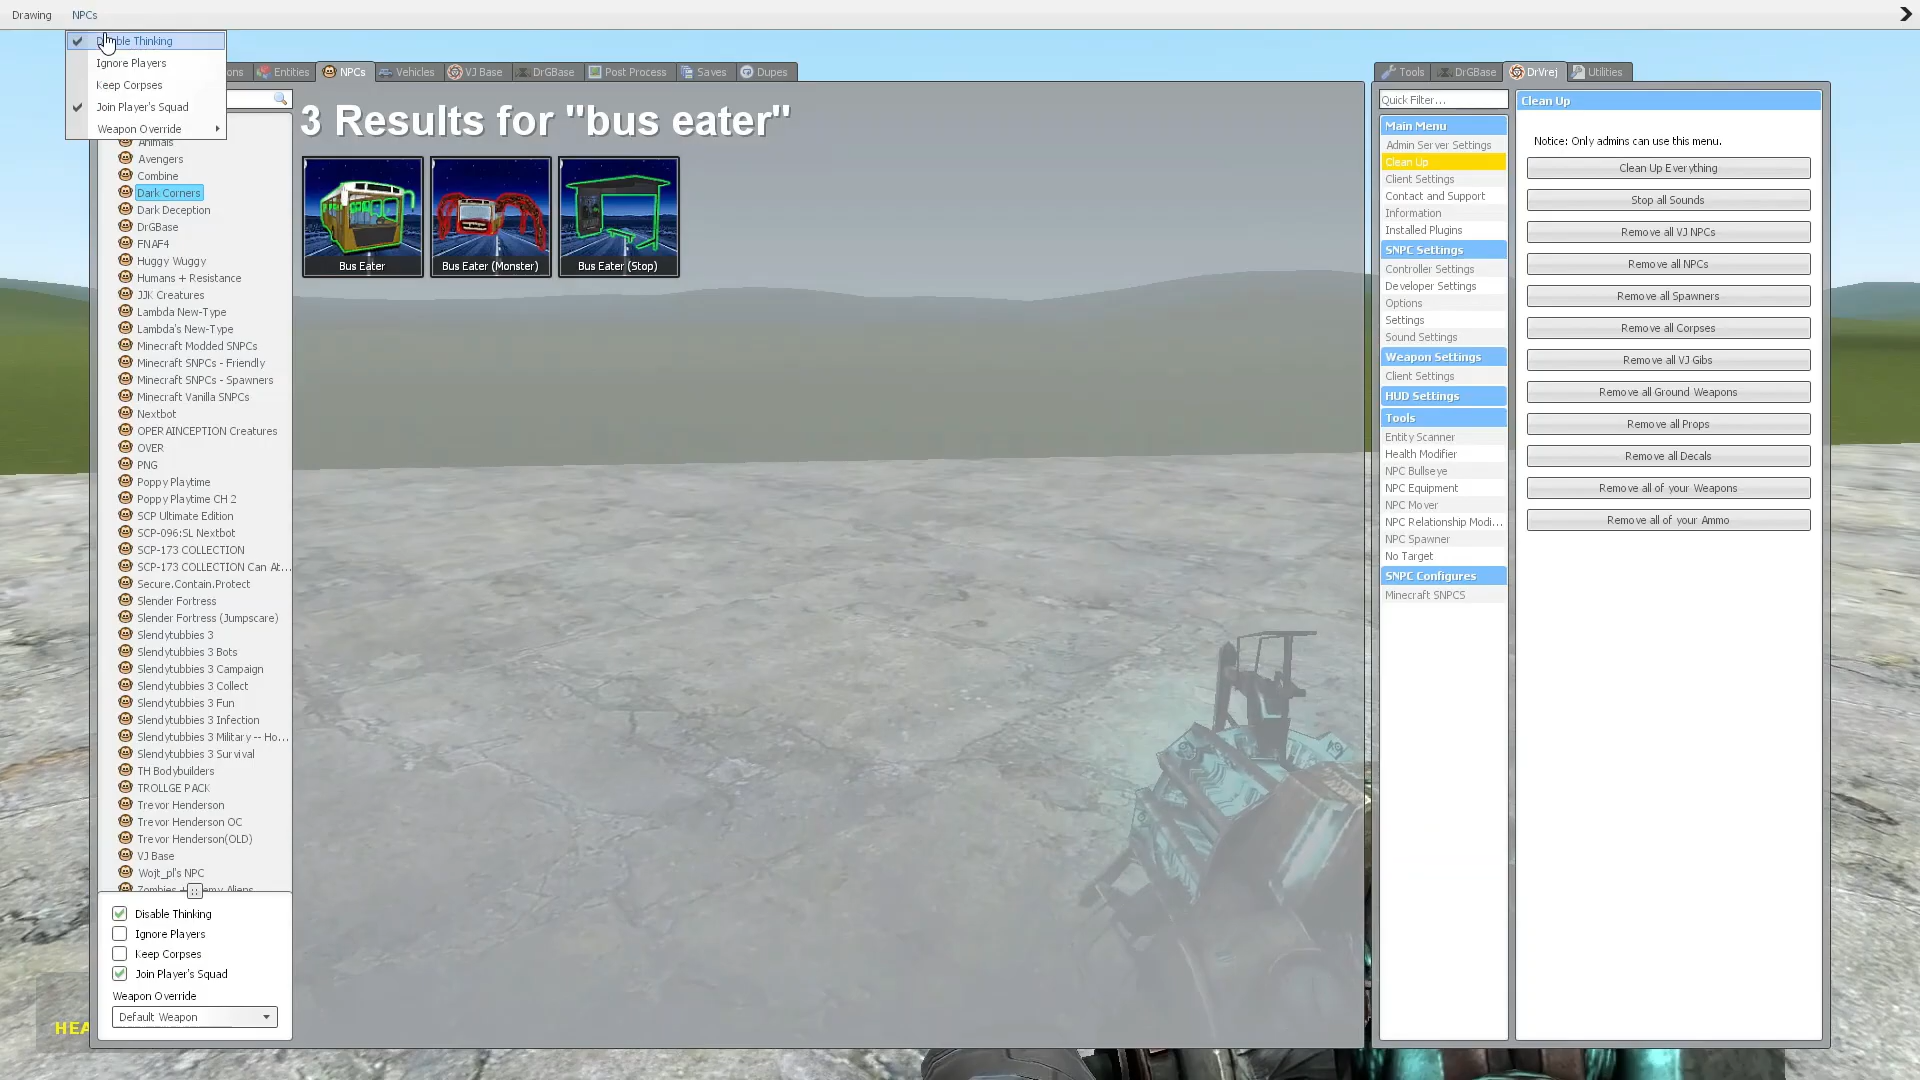 Drawing
NPCs
Disable Thinking
Ignore Players
Keep Corpses
Join Player's Squad
Weapon Override
Entities
NPCs
Vehicles
VJ Base
DrGBase
Post Process
Saves
Dupes
3 Results for "bus eater"
Bus Eater
Bus Eater (Monster)
Bus Eater (Stop)
Animals
Avengers
Combine
Dark Corners
Dark Deception
DrGBase
FNAF4
Huggy Wuggy
Humans + Resistance
JJK Creatures
Lambda New-Type
Lambda's New-Type
Minecraft Modded SNPCs
Minecraft SNPCs - Friendly
Minecraft SNPCs - Spawners
Minecraft Vanilla SNPCs
Nextbot
OPERAINCEPTION Creatures
OVER
PNG
Poppy Playtime
Poppy Playtime CH 2
SCP Ultimate Edition
SCP-096:SL Nextbot
SCP-173 COLLECTION
SCP-173 COLLECTION Can At...
Secure.Contain.Protect
Slender Fortress
Slender Fortress (Jumpscare)
Slendytubbies 3
Slendytubbies 3 Bots
Slendytubbies 3 Campaign
Slendytubbies 3 Collect
Slendytubbies 3 Fun
Slendytubbies 3 Infection
Slendytubbies 3 Military -- Ho...
Slendytubbies 3 Survival
TH Bodybuilders
TROLLGE PACK
Trevor Henderson
Trevor Henderson OC
Trevor Henderson(OLD)
VJ Base
Wojt_pl's NPC
Disable Thinking
Ignore Players
Keep Corpses
Join Player's Squad
Weapon Override
Default Weapon
HEA
Tools
DrGBase
DrVrej
Utilities
Quick Filter...
Main Menu
Admin Server Settings
Clean Up
Client Settings
Contact and Support
Information
Installed Plugins
SNPC Settings
Controller Settings
Developer Settings
Options
Settings
Sound Settings
Weapon Settings
Client Settings
HUD Settings
Tools
Entity Scanner
Health Modifier
NPC Bullseye
NPC Equipment
NPC Mover
NPC Relationship Modi...
NPC Spawner
No Target
SNPC Configures
Minecraft SNPCS
Clean Up
Notice: Only admins can use this menu.
Clean Up Everything
Stop all Sounds
Remove all VJ NPCs
Remove all NPCs
Remove all Spawners
Remove all Corpses
Remove all VJ Gibs
Remove all Ground Weapons
Remove all Props
Remove all Decals
Remove all of your Weapons
Remove all of your Ammo